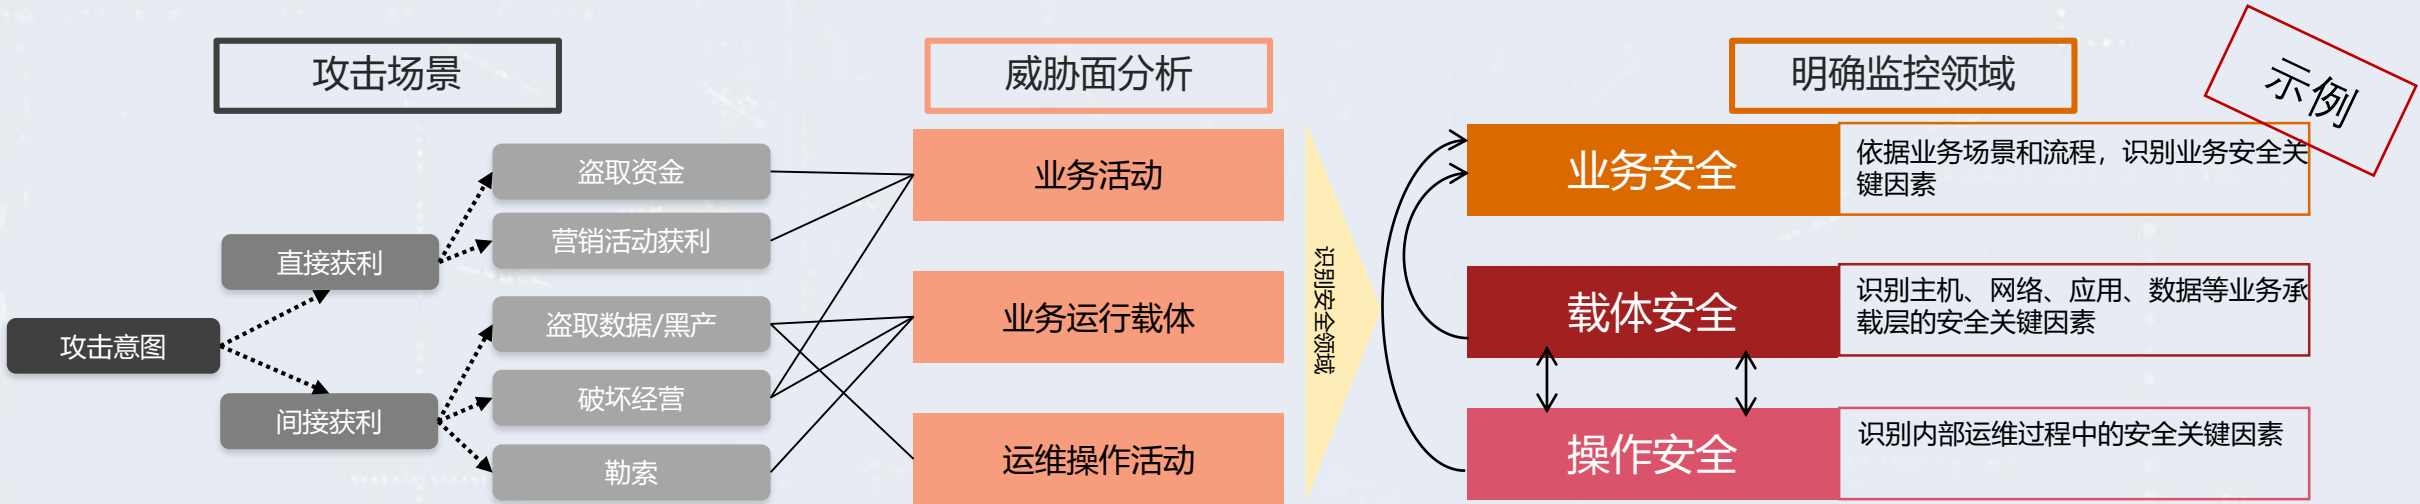 攻击场景
威胁面分析
明确监控领域
示例
攻击意图
直接获利
间接获利
盗取资金
营销活动获利
盗取数据/黑产
破坏经营
勒索
业务活动
业务运行载体
运维操作活动
识别安全领域
业务安全
依据业务场景和流程，识别业务安全关
键因素
载体安全
识别主机、网络、应用、数据等业务承
载层的安全关键因素
操作安全
识别内部运维过程中的安全关键因素